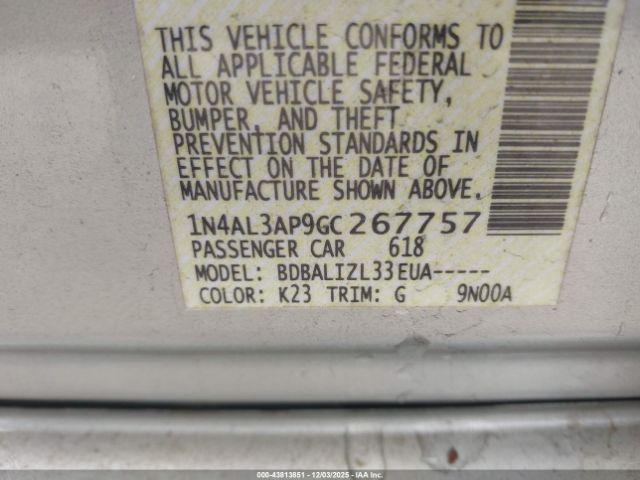 THIS VEHICLE CONFORMS TO
ALL APPLICABLE FEDERAL
MOTOR VEHICLE SAFETY,
BUMPER, AND THEFT
PREVENTION STANDARDS IN
EFFECT ON THE DATE OF
MANUFACTURE SHOWN ABOVE.
1N4AL3AP9GC267757
PASSENGER CAR 618
MODEL: BDBALIZL33EUA-----
COLOR: K23 TRIM: G 9N00A
000-43813851 | 12/03/2025 - IAA Inc.